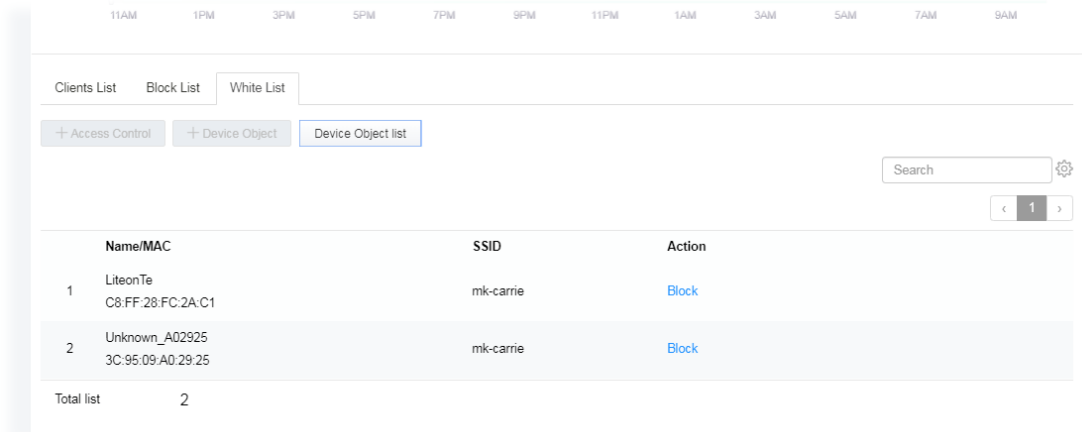 11AM 1PM 3PM 5PM 7PM 9PM 11PM 1AM 3AM 5AM 7AM 9AM
Clients List Block List White List
+ Access Control + Device Object Device Object list
Search
‹ 1 ›
Name/MAC SSID Action
1 LiteonTe mk-carrie Block
C8:FF:28:FC:2A:C1
2 Unknown_A02925 mk-carrie Block
3C:95:09:A0:29:25
Total list 2